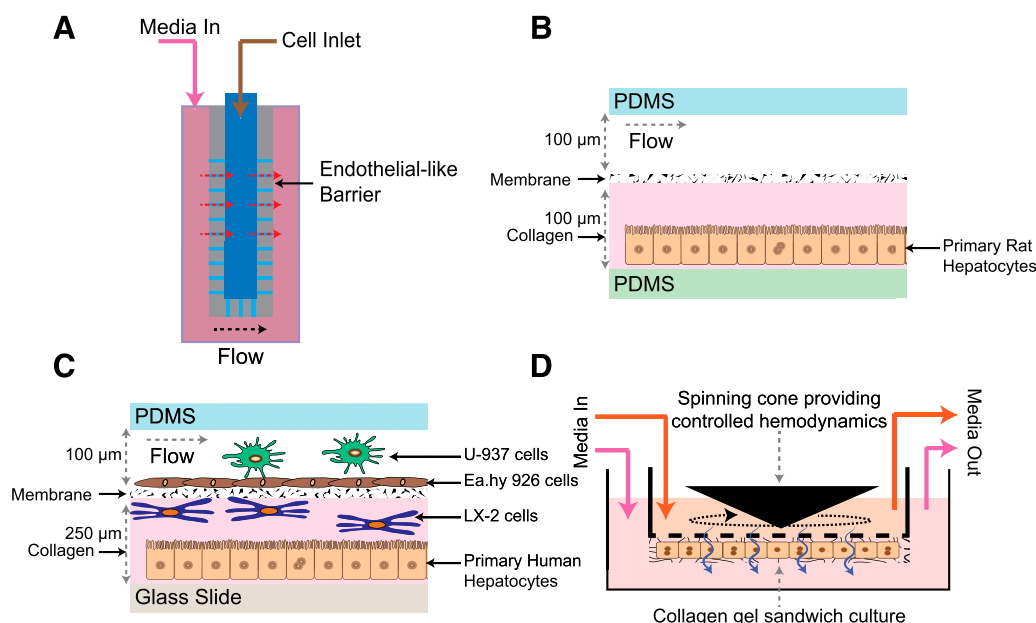 A
Media In
Cell Inlet
Endothelial-like
Barrier
Flow
B
PDMS
100 µm
Flow
Membrane
100 µm
Collagen
Primary Rat
Hepatocytes
PDMS
C
PDMS
100 µm
Flow
U-937 cells
Ea.hy 926 cells
Membrane
LX-2 cells
250 µm
Collagen
Primary Human
Hepatocytes
Glass Slide
D
Spinning cone providing
controlled hemodynamics
Media In
Media Out
Collagen gel sandwich culture